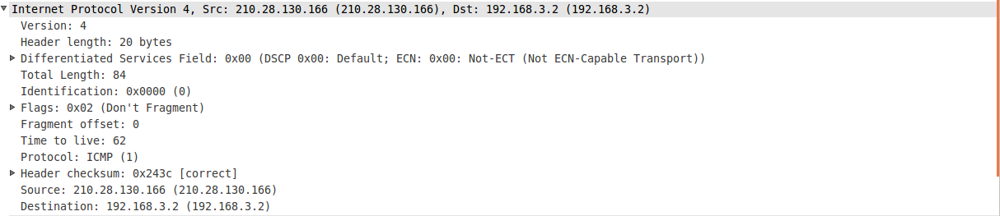 Internet Protocol Version 4, Src: 210.28.130.166 (210.28.130.166), Dst: 192.168.3.2 (192.168.3.2)
Version: 4
Header length: 20 bytes
Differentiated Services Field: 0x00 (DSCP 0x00: Default; ECN: 0x00: Not-ECT (Not ECN-Capable Transport))
Total Length: 84
Identification: 0x0000 (0)
Flags: 0x02 (Don't Fragment)
Fragment offset: 0
Time to live: 62
Protocol: ICMP (1)
Header checksum: 0x243c [correct]
Source: 210.28.130.166 (210.28.130.166)
Destination: 192.168.3.2 (192.168.3.2)